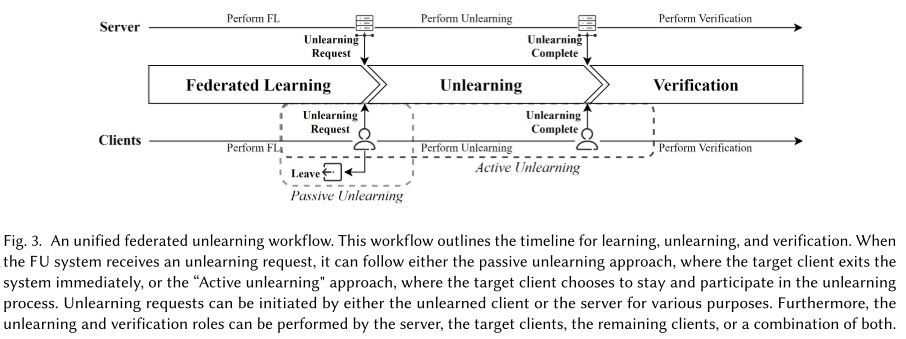 Server
Perform FL
Perform Unlearning
Perform Verification
Unlearning
Request
Unlearning
Complete
Federated Learning
Unlearning
Verification
Unlearning
Request
Unlearning
Complete
Clients
Perform FL
Perform Unlearning
Perform Verification
Leave
Active Unlearning
Passive Unlearning
Fig. 3. An unified federated unlearning workflow. This workflow outlines the timeline for learning, unlearning, and verification. When
the FU system receives an unlearning request, it can follow either the passive unlearning approach, where the target client exits the
system immediately, or the “Active unlearning" approach, where the target client chooses to stay and participate in the unlearning
process. Unlearning requests can be initiated by either the unlearned client or the server for various purposes. Furthermore, the
unlearning and verification roles can be performed by the server, the target clients, the remaining clients, or a combination of both.